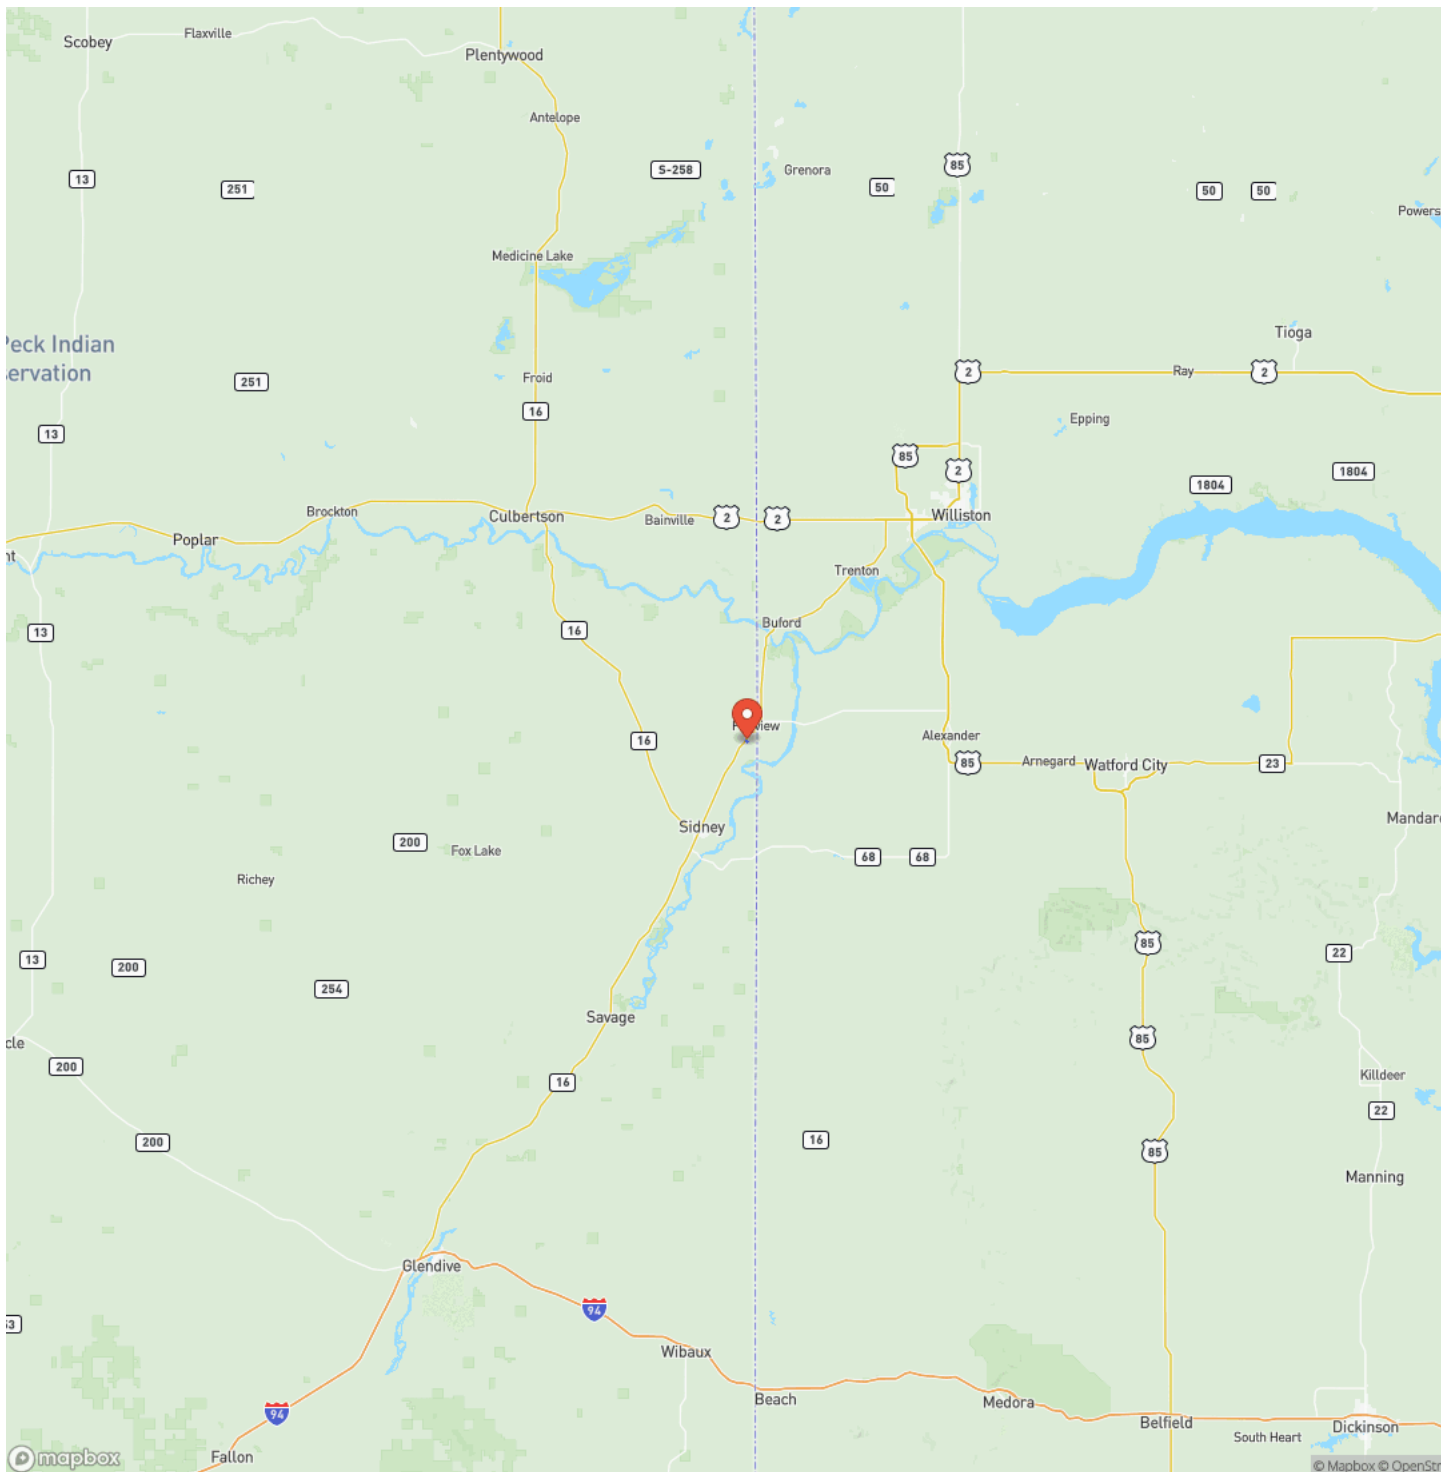 Scobey
Flaxville
Plentywood
Antelope
S-258
Grenora
85
50
13
251
50
50
Powers
Medicine Lake
Peck Indian
servation
Tioga
2
Ray
2
251
Froid
16
Epping
13
85
2
1804
1804
Brockton
Culbertson
Bainville
2
2
Williston
Poplar
nt
Trenton
13
16
Buford
16
Alexander
85
Arnegard
Watford City
23
Sidney
Mandare
200
Fox Lake
68
68
Richey
85
13
200
22
254
Savage
cle
85
200
16
Killdeer
22
200
16
85
Manning
Glendive
94
Wibaux
Beach
Medora
94
Belfield
South Heart
Dickinson
Fallon
mapbox
© Mapbox © OpenStr